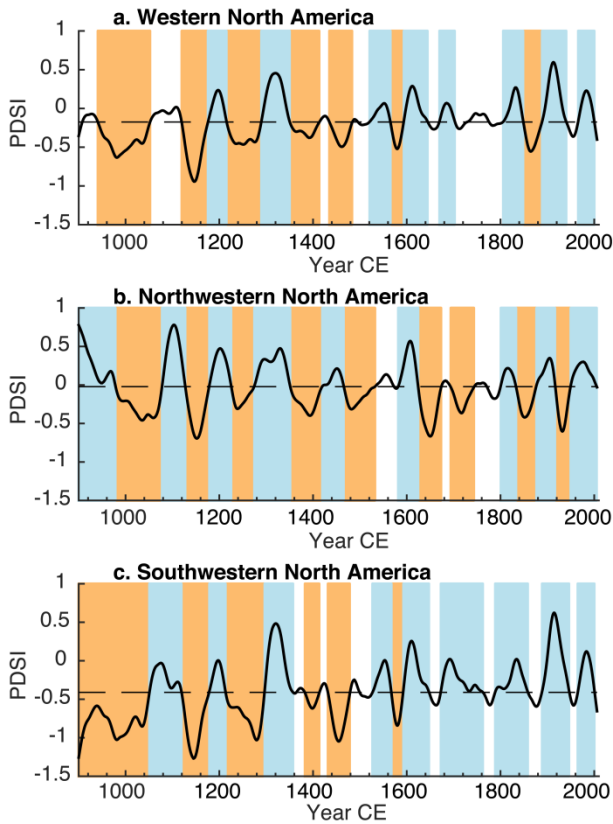 a. Western North America
1
0.5
0
-0.5
-1
-1.5
PDSI
1000 1200 1400 1600 1800 2000
Year CE
b. Northwestern North America
1
0.5
0
-0.5
-1
-1.5
PDSI
1000 1200 1400 1600 1800 2000
Year CE
c. Southwestern North America
1
0.5
0
-0.5
-1
-1.5
PDSI
1000 1200 1400 1600 1800 2000
Year CE